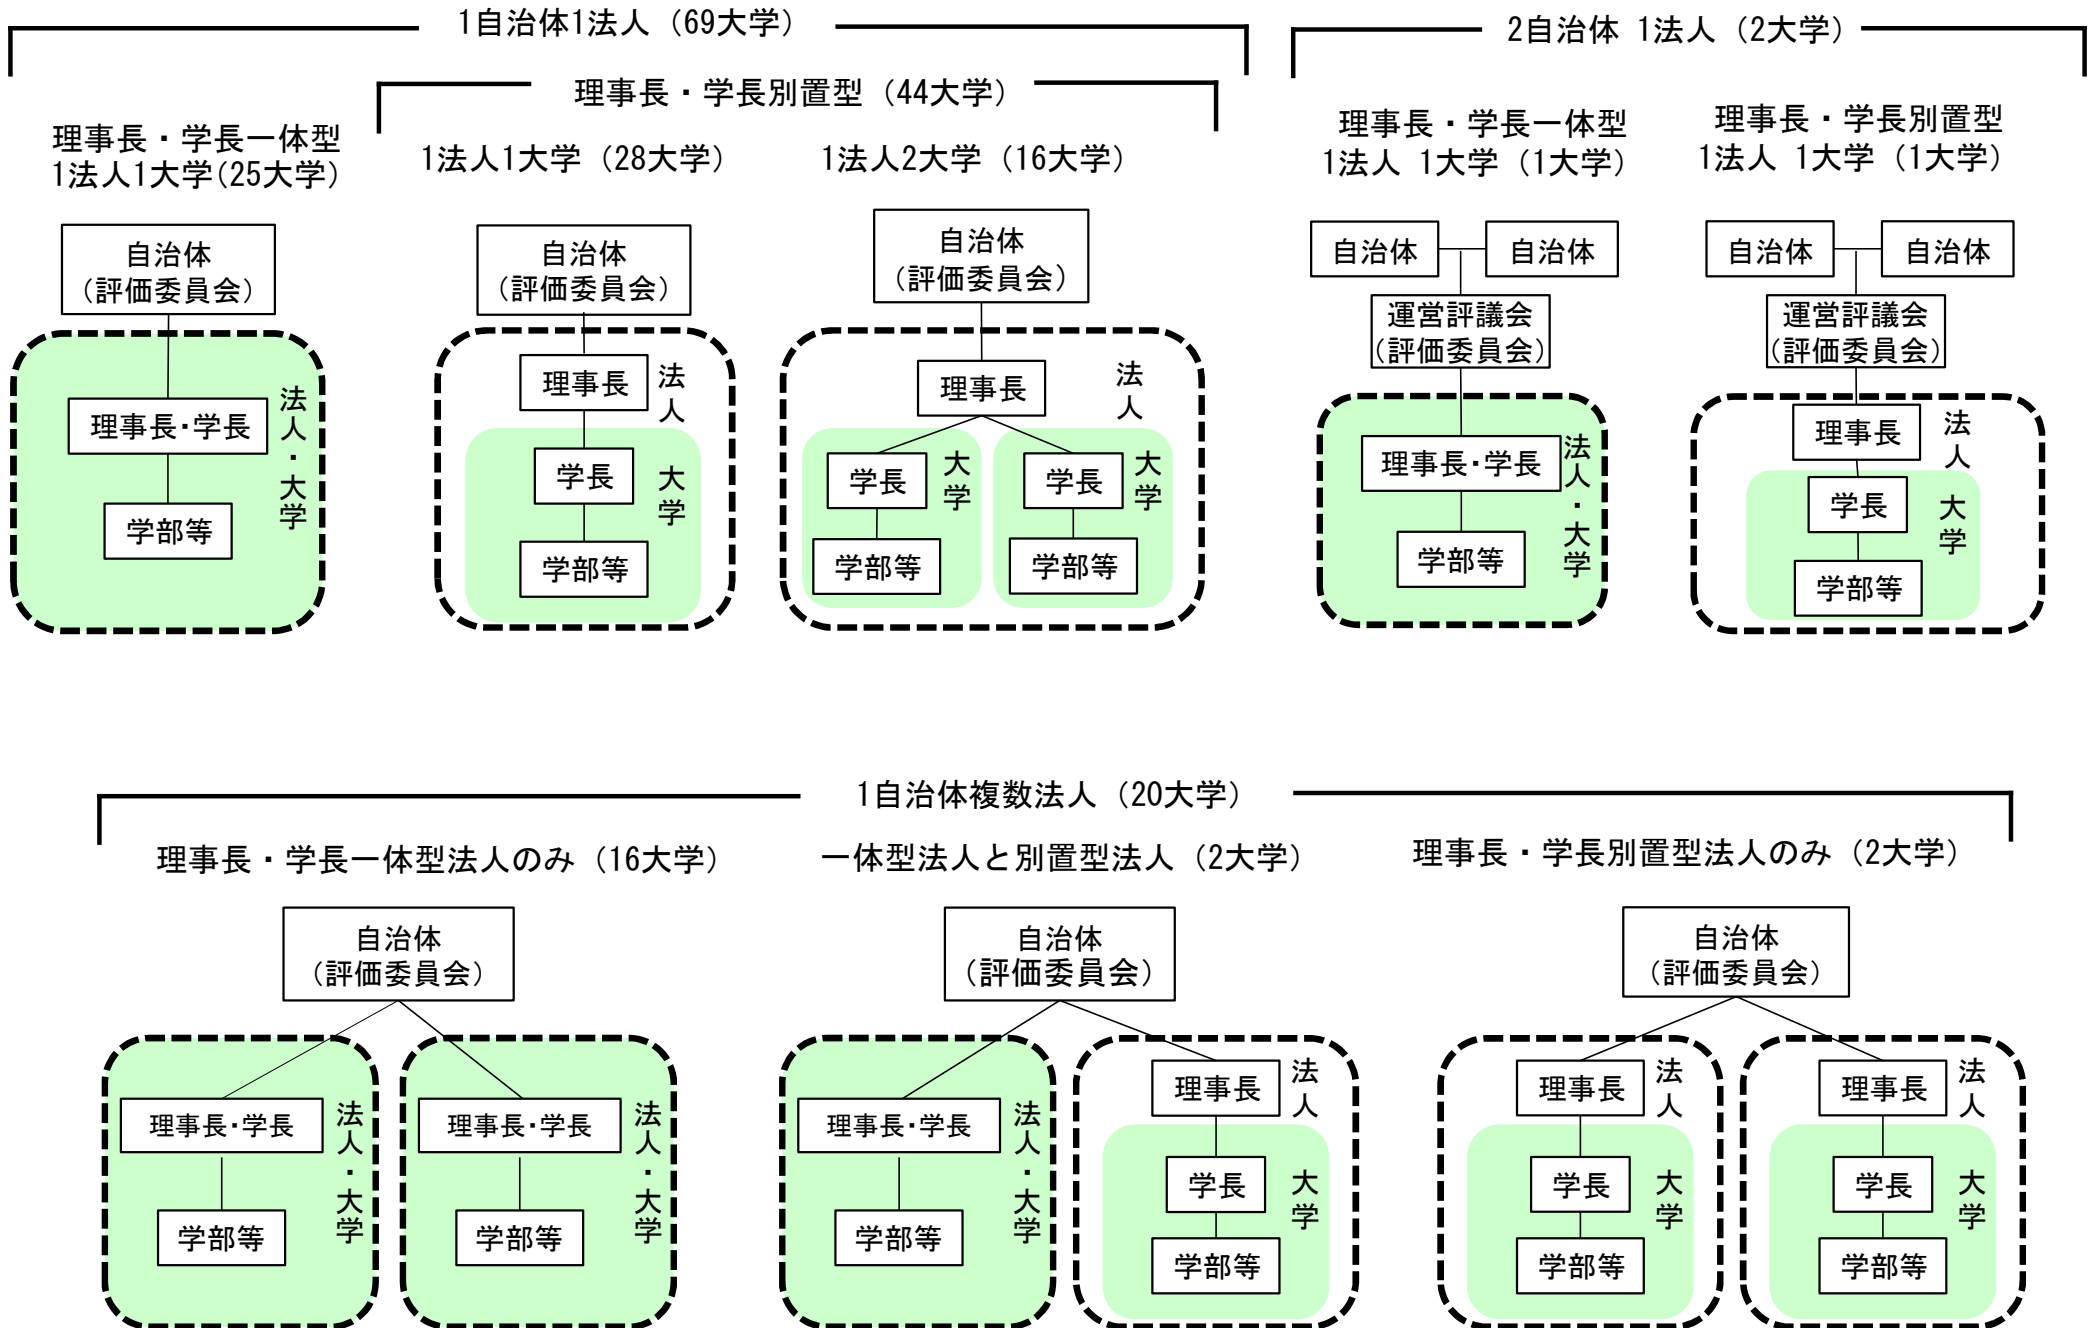 1自治体1法人（69大学）
理事長・学長別置型（44大学）
理事長・学長一体型
1法人1大学(25大学)
1法人1大学（28大学）
1法人2大学（16大学）
自治体
（評価委員会）
理事長・学長
学部等
法人・大学
自治体
（評価委員会）
理事長
法人
学長
学部等
大学
自治体
（評価委員会）
理事長
法人
学長
学部等
大学
学長
学部等
大学
2自治体 1法人（2大学）
理事長・学長一体型
1法人 1大学（1大学）
理事長・学長別置型
1法人 1大学（1大学）
自治体
自治体
運営評議会
(評価委員会)
理事長・学長
学部等
法人・大学
自治体
自治体
運営評議会
(評価委員会)
理事長
法人
学長
学部等
大学
1自治体複数法人（20大学）
理事長・学長一体型法人のみ（16大学）
一体型法人と別置型法人（2大学）
理事長・学長別置型法人のみ（2大学）
自治体
（評価委員会）
理事長・学長
学部等
法人・大学
理事長・学長
学部等
法人・大学
自治体
（評価委員会）
理事長・学長
学部等
法人・大学
理事長
法人
学長
学部等
大学
自治体
（評価委員会）
理事長
法人
学長
学部等
大学
理事長
法人
学長
学部等
大学